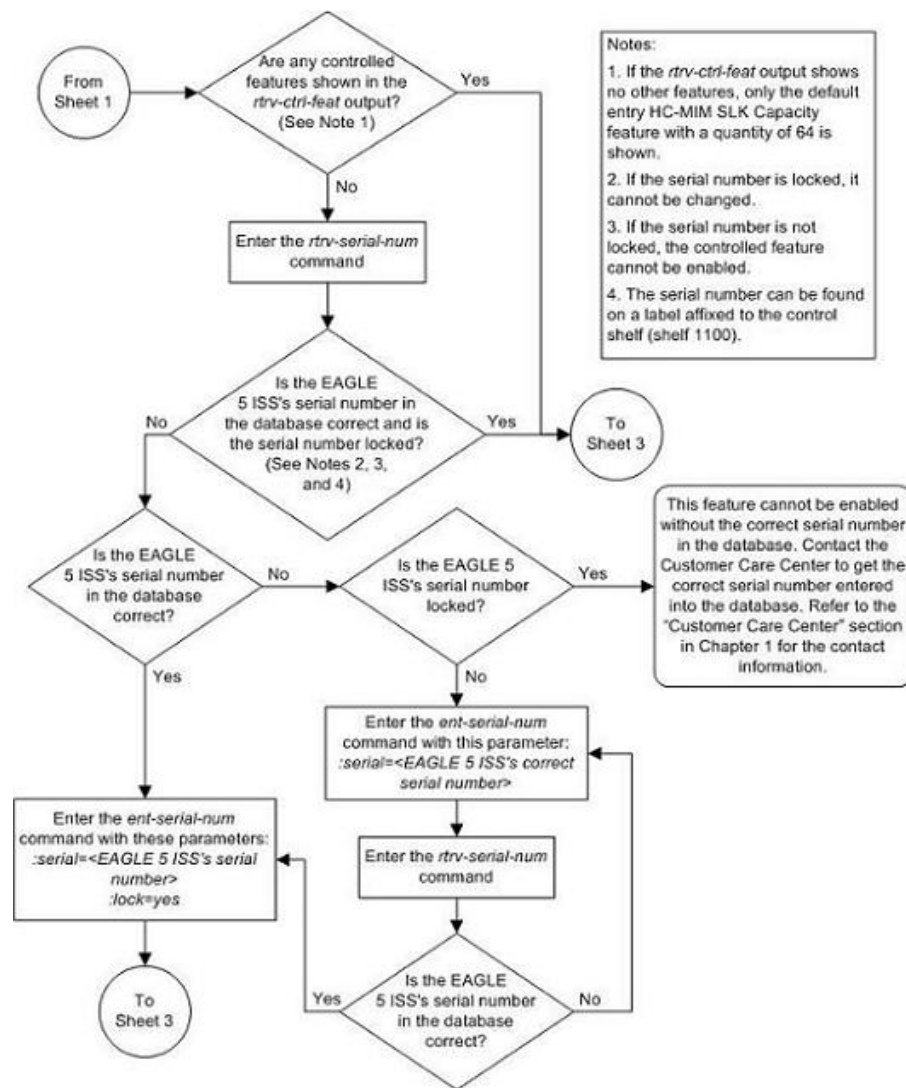 From
Sheet 1
Are any controlled
features shown in the
rtrv-ctrl-feat output?
(See Note 1)
Yes
No
Notes:
1. If the rtrv-ctrl-feat output shows
no other features, only the default
entry HC-MIM SLK Capacity
feature with a quantity of 64 is
shown.
2. If the serial number is locked, it
cannot be changed.
3. If the serial number is not
locked, the controlled feature
cannot be enabled.
4. The serial number can be found
on a label affixed to the control
shelf (shelf 1100).
Enter the rtrv-serial-num
command
Is the EAGLE
5 ISS's serial number in
the database correct and is
the serial number locked?
(See Notes 2, 3,
and 4)
No
Yes
To
Sheet 3
Is the EAGLE
5 ISS's serial number
in the database
correct?
No
Yes
Is the EAGLE 5
ISS's serial number
locked?
Yes
No
This feature cannot be enabled
without the correct serial number
in the database. Contact the
Customer Care Center to get the
correct serial number entered
into the database. Refer to the
"Customer Care Center" section
in Chapter 1 for the contact
information.
Enter the ent-serial-num
command with this parameter:
:serial=<EAGLE 5 ISS's correct
serial number>
Enter the rtrv-serial-num
command
Enter the ent-serial-num
command with these parameters:
:serial=<EAGLE 5 ISS's serial
number>
:lock=yes
Is the EAGLE
5 ISS's serial number
in the database
correct?
Yes
No
To
Sheet 3